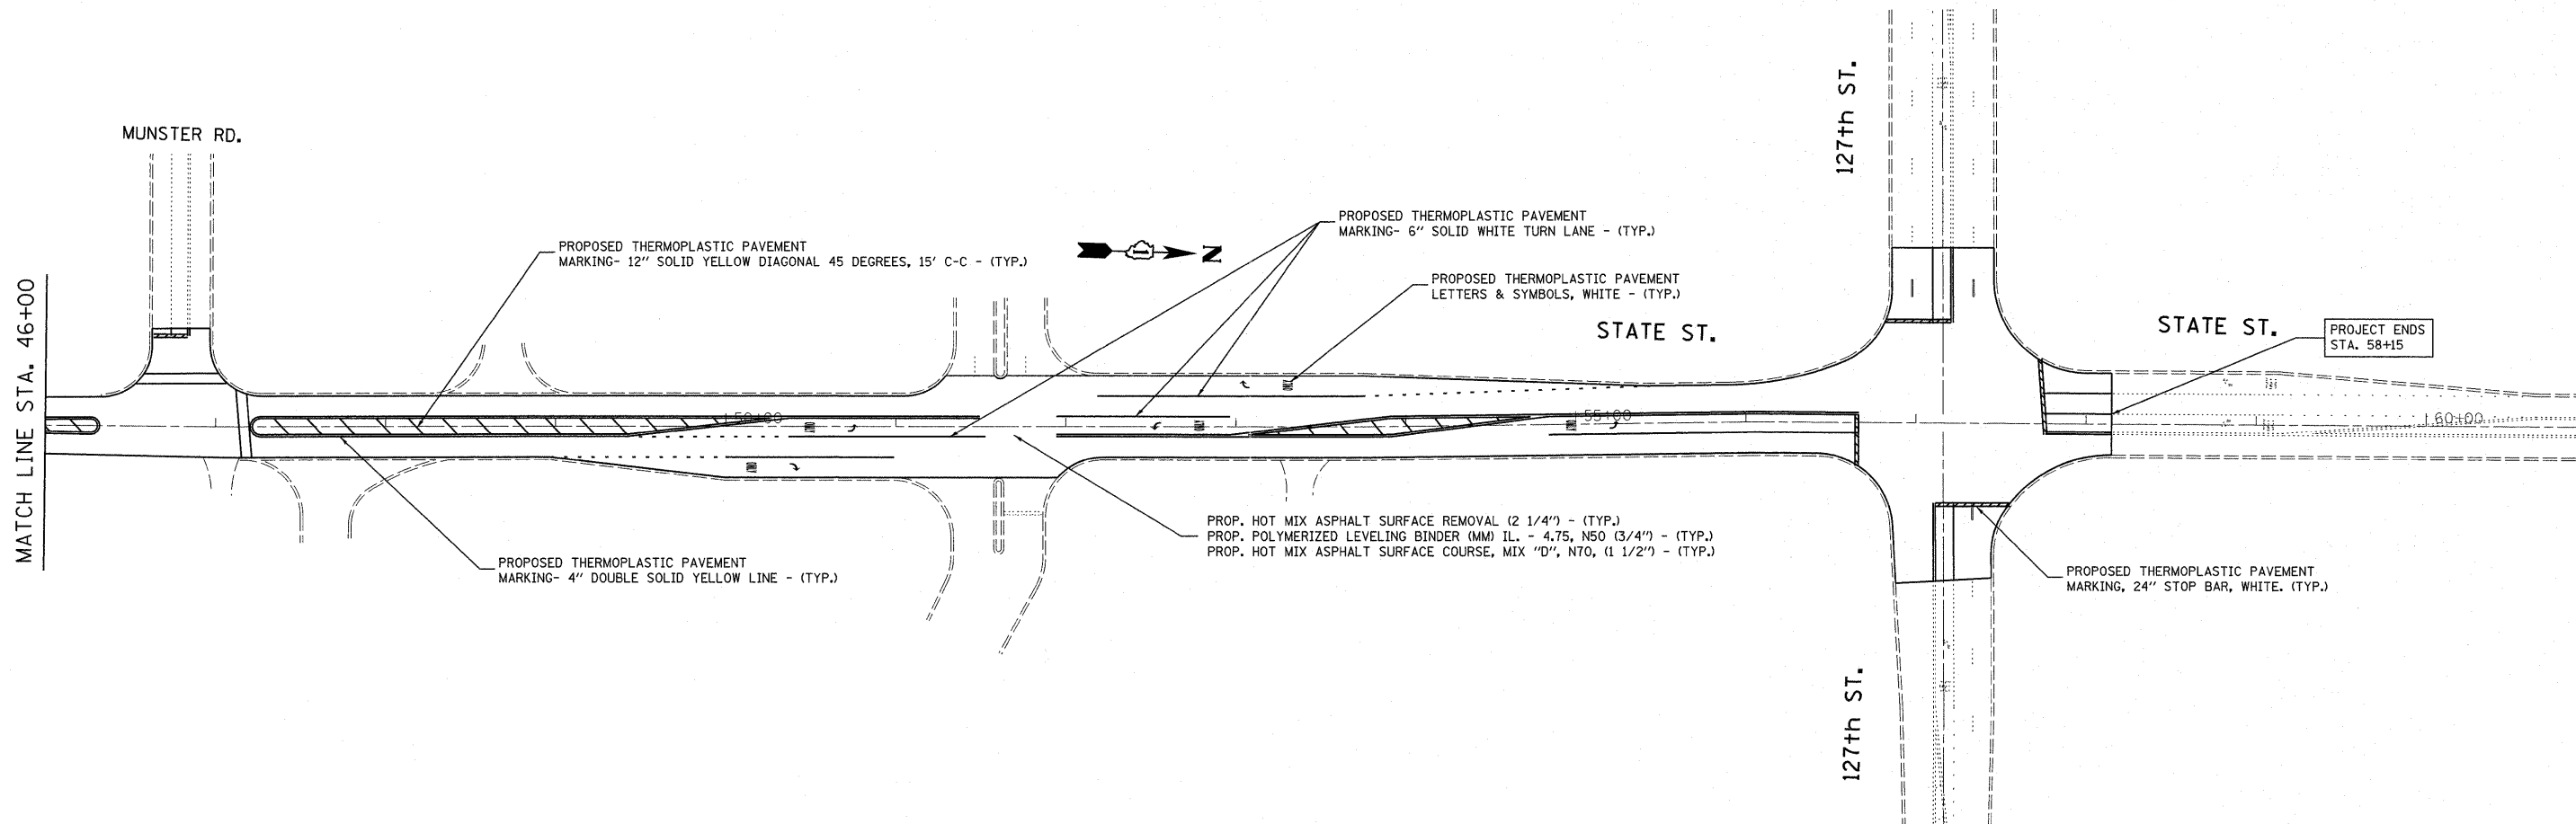 MUNSTER RD.
127th ST.
PROPOSED THERMOPLASTIC PAVEMENT
MARKING- 6" SOLID WHITE TURN LANE - (TYP.)
PROPOSED THERMOPLASTIC PAVEMENT
MARKING- 12" SOLID YELLOW DIAGONAL 45 DEGREES, 15' C-C - (TYP.)
N
PROPOSED THERMOPLASTIC PAVEMENT
LETTERS & SYMBOLS, WHITE - (TYP.)
MATCH LINE STA. 46+00
STATE ST.
STATE ST.
PROJECT ENDS
STA. 58+15
50+00
55+00
60+00
PROP. HOT MIX ASPHALT SURFACE REMOVAL (2 1/4") - (TYP.)
PROP. POLYMERIZED LEVELING BINDER (MM) IL. - 4.75, N50 (3/4") - (TYP.)
PROP. HOT MIX ASPHALT SURFACE COURSE, MIX "D", N70, (1 1/2") - (TYP.)
PROPOSED THERMOPLASTIC PAVEMENT
MARKING- 4" DOUBLE SOLID YELLOW LINE - (TYP.)
PROPOSED THERMOPLASTIC PAVEMENT
MARKING, 24" STOP BAR, WHITE. (TYP.)
127th ST.